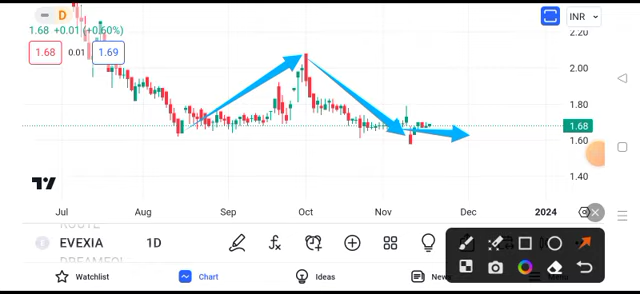 D
INR
2.20
1.68 +0.01 (+0.60%)
1.68 0.01 1.69
2.00
1.80
1.68
1.60
1.40
Jul Aug Sep Oct Nov Dec 2024
EVEXIA 1D
Watchlist Chart Ideas News